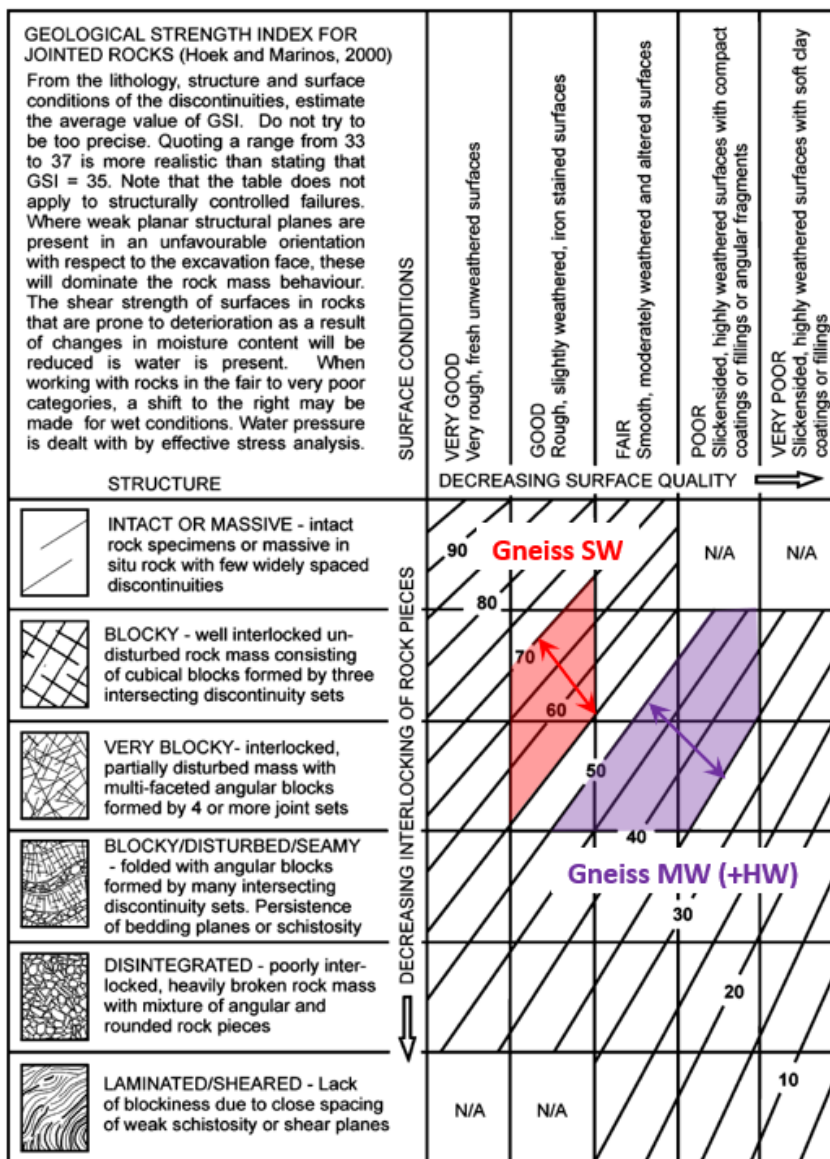 GEOLOGICAL STRENGTH INDEX FOR
JOINTED ROCKS (Hoek and Marinos, 2000)
From the lithology, structure and surface
conditions of the discontinuities, estimate
the average value of GSI. Do not try to
be too precise. Quoting a range from 33
to 37 is more realistic than stating that
GSI = 35. Note that the table does not
apply to structurally controlled failures.
Where weak planar structural planes are
present in an unfavourable orientation
with respect to the excavation face, these
will dominate the rock mass behaviour.
The shear strength of surfaces in rocks
that are prone to deterioration as a result
of changes in moisture content will be
reduced is water is present. When
working with rocks in the fair to very poor
categories, a shift to the right may be
made for wet conditions. Water pressure
is dealt with by effective stress analysis.
SURFACE CONDITIONS
VERY GOOD
Very rough, fresh unweathered surfaces
GOOD
Rough, slightly weathered, iron stained surfaces
FAIR
Smooth, moderately weathered and altered surfaces
POOR
Slickensided, highly weathered surfaces with compact
coatings or fillings or angular fragments
VERY POOR
Slickensided, highly weathered surfaces with soft clay
coatings or fillings
STRUCTURE
DECREASING SURFACE QUALITY
DECREASING INTERLOCKING OF ROCK PIECES
INTACT OR MASSIVE - intact
rock specimens or massive in
situ rock with few widely spaced
discontinuities
90
Gneiss SW
N/A
N/A
80
BLOCKY - well interlocked un-
disturbed rock mass consisting
of cubical blocks formed by three
intersecting discontinuity sets
70
60
VERY BLOCKY- interlocked,
partially disturbed mass with
multi-faceted angular blocks
formed by 4 or more joint sets
50
40
BLOCKY/DISTURBED/SEAMY
- folded with angular blocks
formed by many intersecting
discontinuity sets. Persistence
of bedding planes or schistosity
Gneiss MW (+HW)
30
DISINTEGRATED - poorly inter-
locked, heavily broken rock mass
with mixture of angular and
rounded rock pieces
20
LAMINATED/SHEARED - Lack
of blockiness due to close spacing
of weak schistosity or shear planes
N/A
N/A
10